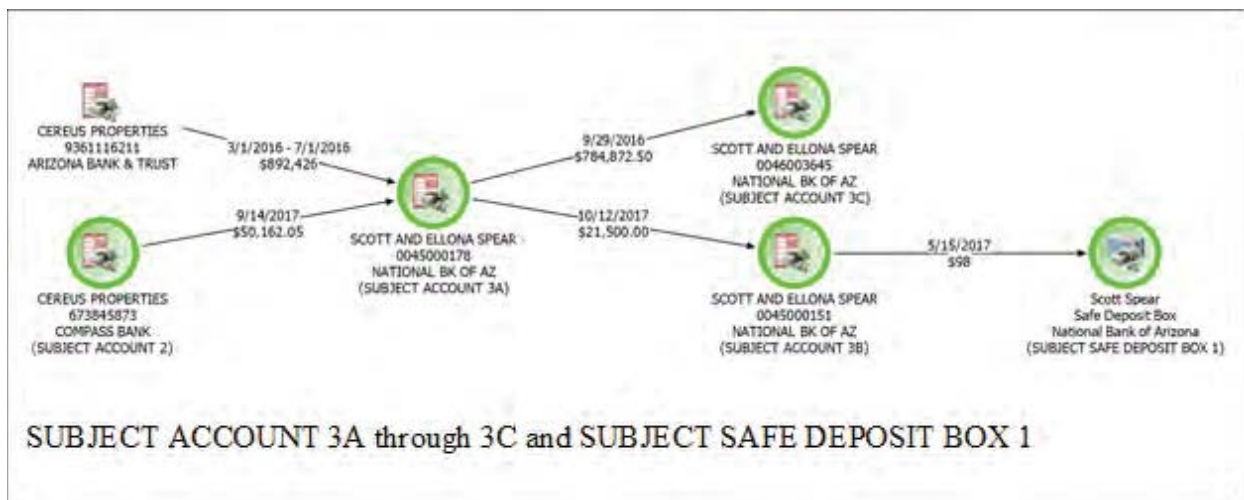 CEREUS PROPERTIES
9361116211
ARIZONA BANK & TRUST
3/1/2016 - 7/1/2016
$892,426
CEREUS PROPERTIES
673845873
COMPASS BANK
(SUBJECT ACCOUNT 2)
9/14/2017
$50,162.05
SCOTT AND ELLONA SPEAR
0045000178
NATIONAL BK OF AZ
(SUBJECT ACCOUNT 3A)
9/29/2016
$784,872.50
SCOTT AND ELLONA SPEAR
0046003645
NATIONAL BK OF AZ
(SUBJECT ACCOUNT 3C)
10/12/2017
$21,500.00
SCOTT AND ELLONA SPEAR
0045000151
NATIONAL BK OF AZ
(SUBJECT ACCOUNT 3B)
5/15/2017
$98
Scott Spear
Safe Deposit Box
National Bank of Arizona
(SUBJECT SAFE DEPOSIT BOX 1)
SUBJECT ACCOUNT 3A through 3C and SUBJECT SAFE DEPOSIT BOX 1